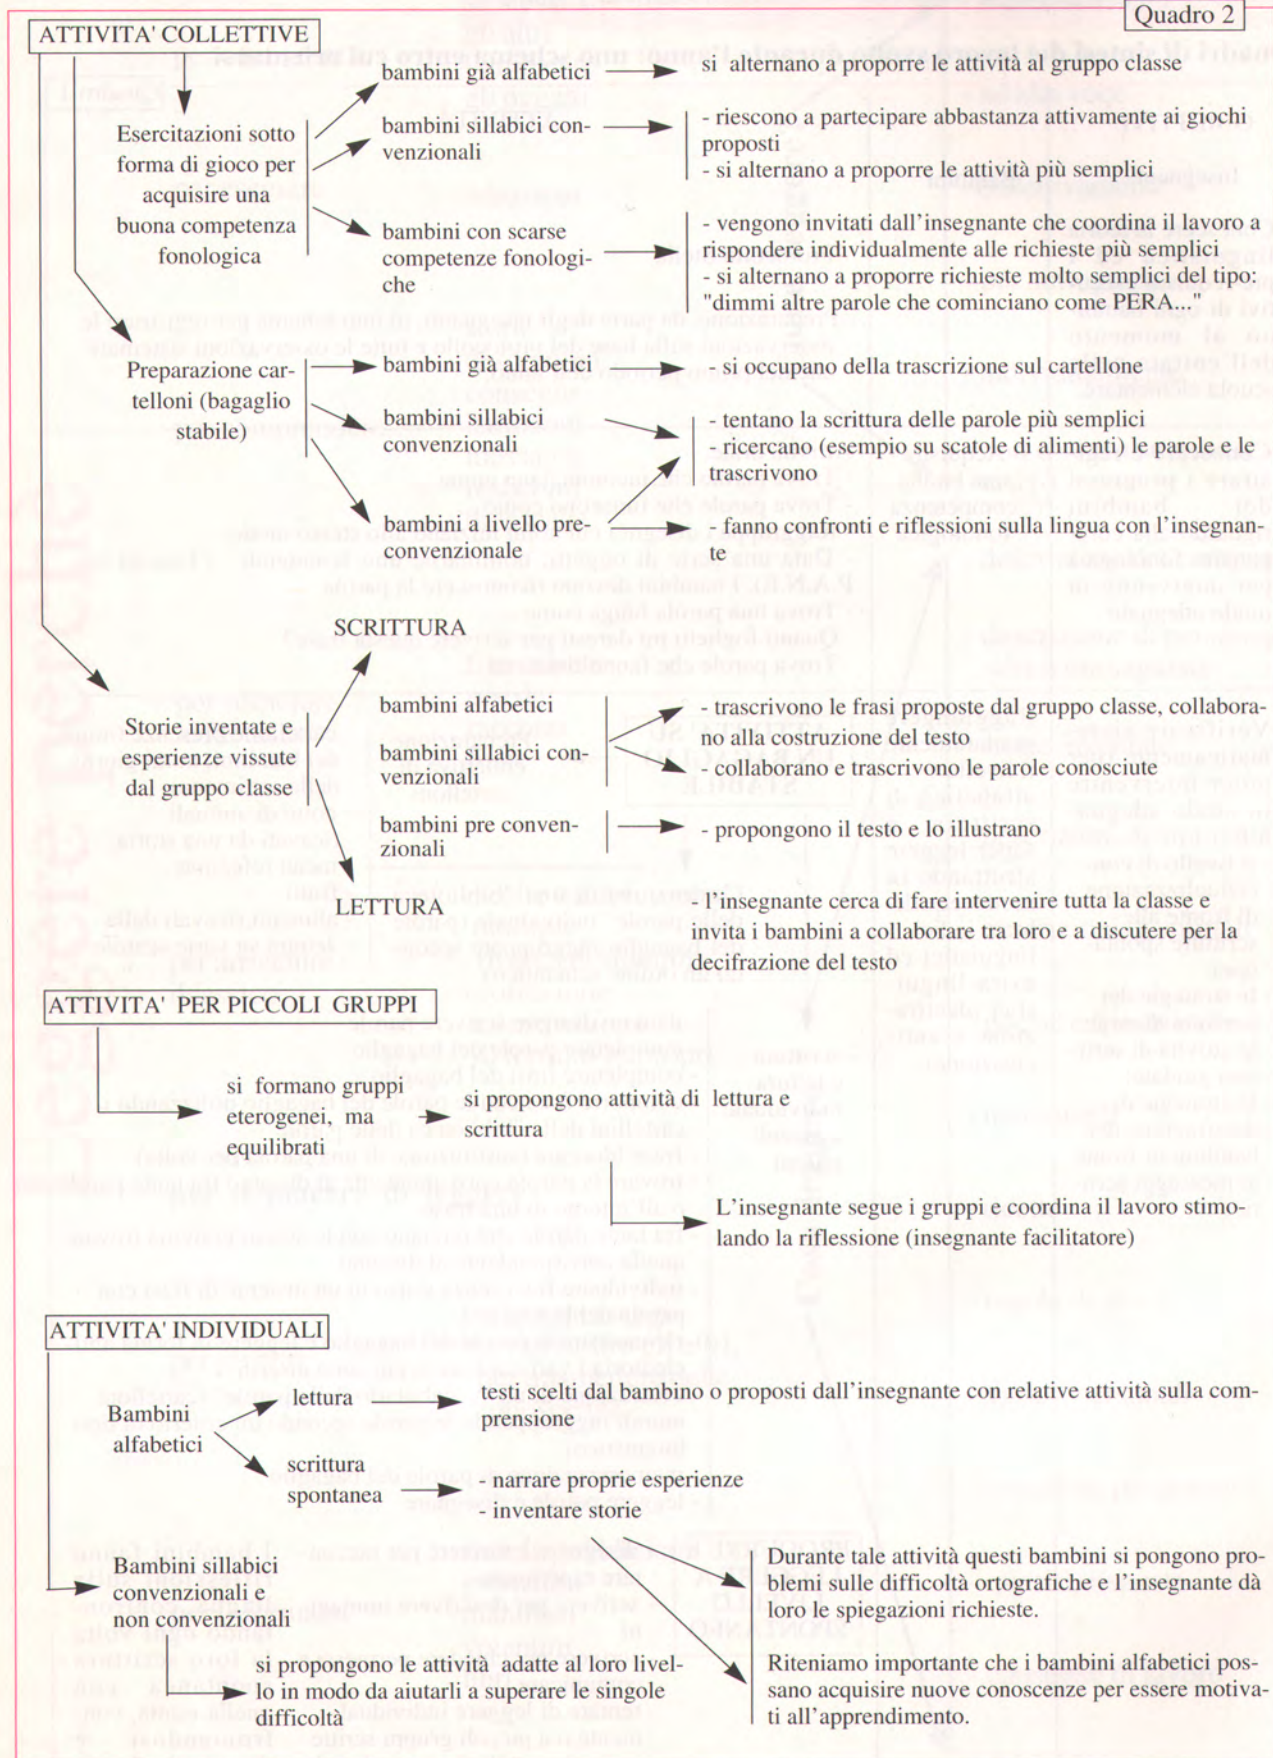 Quadro 2
ATTIVITA' COLLETTIVE
Esercitazioni sotto
forma di gioco per
acquisire una
buona competenza
fonologica
bambini già alfabetici
si alternano a proporre le attività al gruppo classe
bambini sillabici con-
venzionali
- riescono a partecipare abbastanza attivamente ai giochi
proposti
- si alternano a proporre le attività più semplici
bambini con scarse
competenze fonologi-
che
- vengono invitati dall'insegnante che coordina il lavoro a
rispondere individualmente alle richieste più semplici
- si alternano a proporre richieste molto semplici del tipo:
"dimmi altre parole che cominciano come PERA..."
Preparazione car-
telloni (bagaglio
stabile)
bambini già alfabetici
- si occupano della trascrizione sul cartellone
bambini sillabici
convenzionali
- tentano la scrittura delle parole più semplici
- ricercano (esempio su scatole di alimenti) le parole e le
trascrivono
bambini a livello pre-
convenzionale
- fanno confronti e riflessioni sulla lingua con l'insegnan-
te
SCRITTURA
Storie inventate e
esperienze vissute
dal gruppo classe
bambini alfabetici
bambini sillabici con-
venzionali
- trascrivono le frasi proposte dal gruppo classe, collabora-
no alla costruzione del testo
- collaborano e trascrivono le parole conosciute
bambini pre conven-
zionali
- propongono il testo e lo illustrano
LETTURA
- l'insegnante cerca di fare intervenire tutta la classe e
invita i bambini a collaborare tra loro e a discutere per la
decifrazione del testo
ATTIVITA' PER PICCOLI GRUPPI
si formano gruppi
eterogenei, ma
equilibrati
si propongono attività di lettura e
scrittura
L'insegnante segue i gruppi e coordina il lavoro stimo-
lando la riflessione (insegnante facilitatore)
ATTIVITA' INDIVIDUALI
Bambini
alfabetici
lettura
testi scelti dal bambino o proposti dall'insegnante con relative attività sulla com-
prensione
scrittura
spontanea
- narrare proprie esperienze
- inventare storie
Durante tale attività questi bambini si pongono pro-
blemi sulle difficoltà ortografiche e l'insegnante dà
loro le spiegazioni richieste.
Riteniamo importante che i bambini alfabetici pos-
sano acquisire nuove conoscenze per essere motiva-
ti all'apprendimento.
Bambini sillabici
convenzionali e
preconvenzionali
si propongono le attività adatte al loro livel-
lo in modo da aiutarli a superare le singole
difficoltà